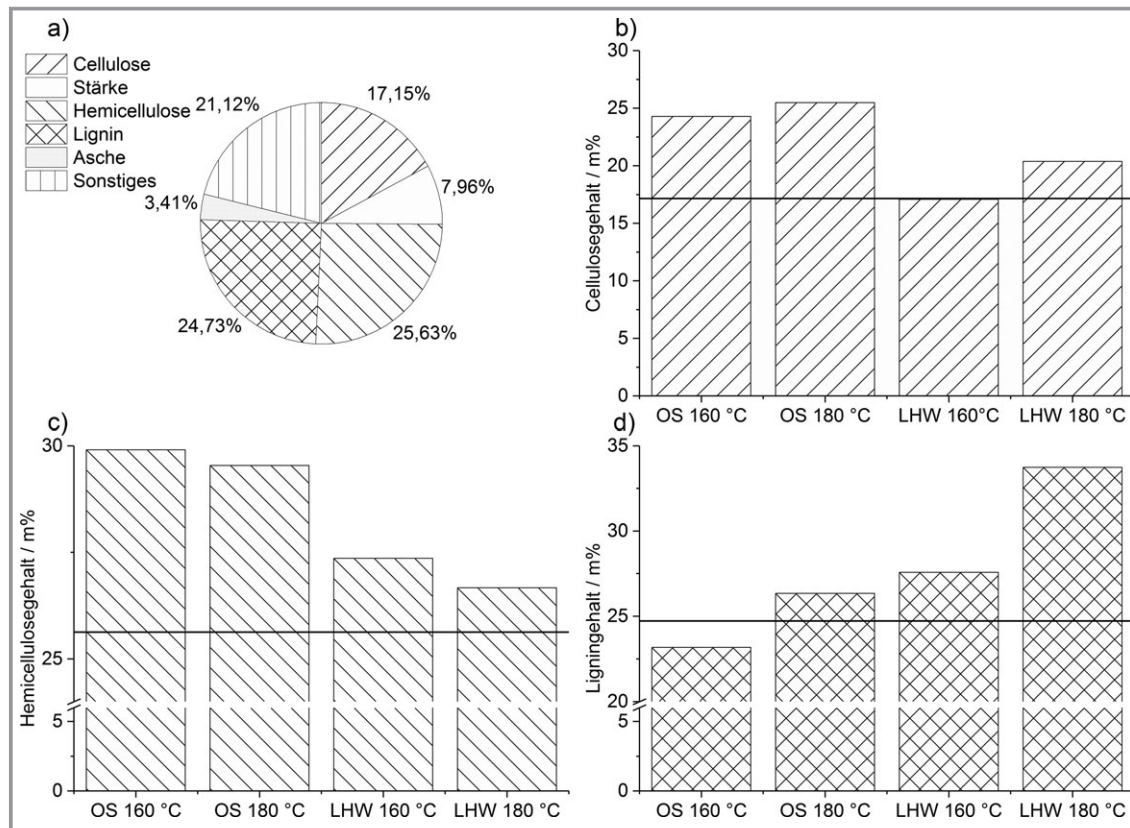 a)
Cellulose
Stärke
Hemicellulose
Lignin
Asche
Sonstiges
17,15%
7,96%
25,63%
24,73%
3,41%
21,12%
b)
Cellulosegehalt / m%
30
25
20
15
10
5
0
OS 160 °C OS 180 °C LHW 160°C LHW 180 °C
c)
Hemicellulosegehalt / m%
30
25
5
0
OS 160 °C OS 180 °C LHW 160 °C LHW 180 °C
d)
Ligningehalt / m%
35
30
25
20
5
0
OS 160 °C OS 180 °C LHW 160 °C LHW 180 °C